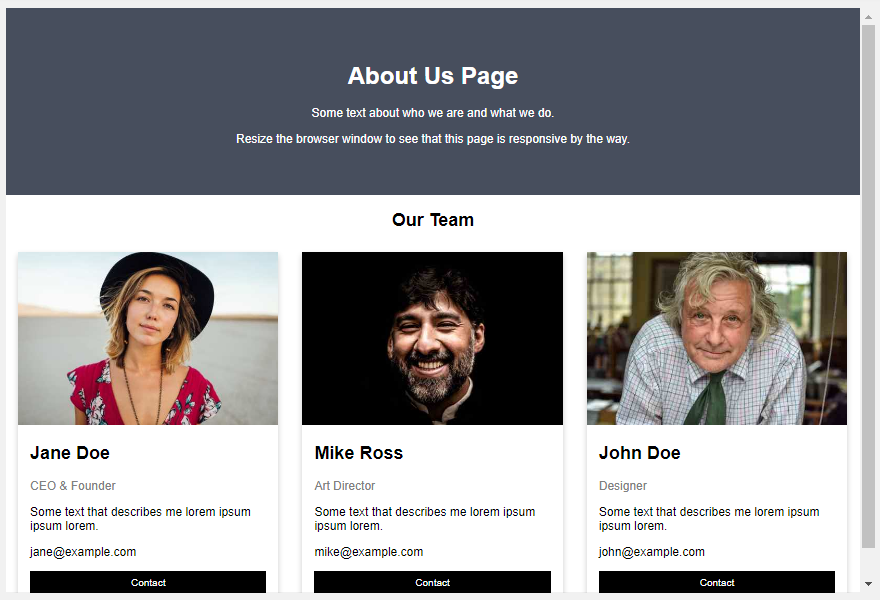 About Us Page
Some text about who we are and what we do.
Resize the browser window to see that this page is responsive by the way.
Our Team
Jane Doe
CEO & Founder
Some text that describes me lorem ipsum
ipsum lorem.
jane@example.com
Contact
Mike Ross
Art Director
Some text that describes me lorem ipsum
ipsum lorem.
mike@example.com
Contact
John Doe
Designer
Some text that describes me lorem ipsum
ipsum lorem.
john@example.com
Contact